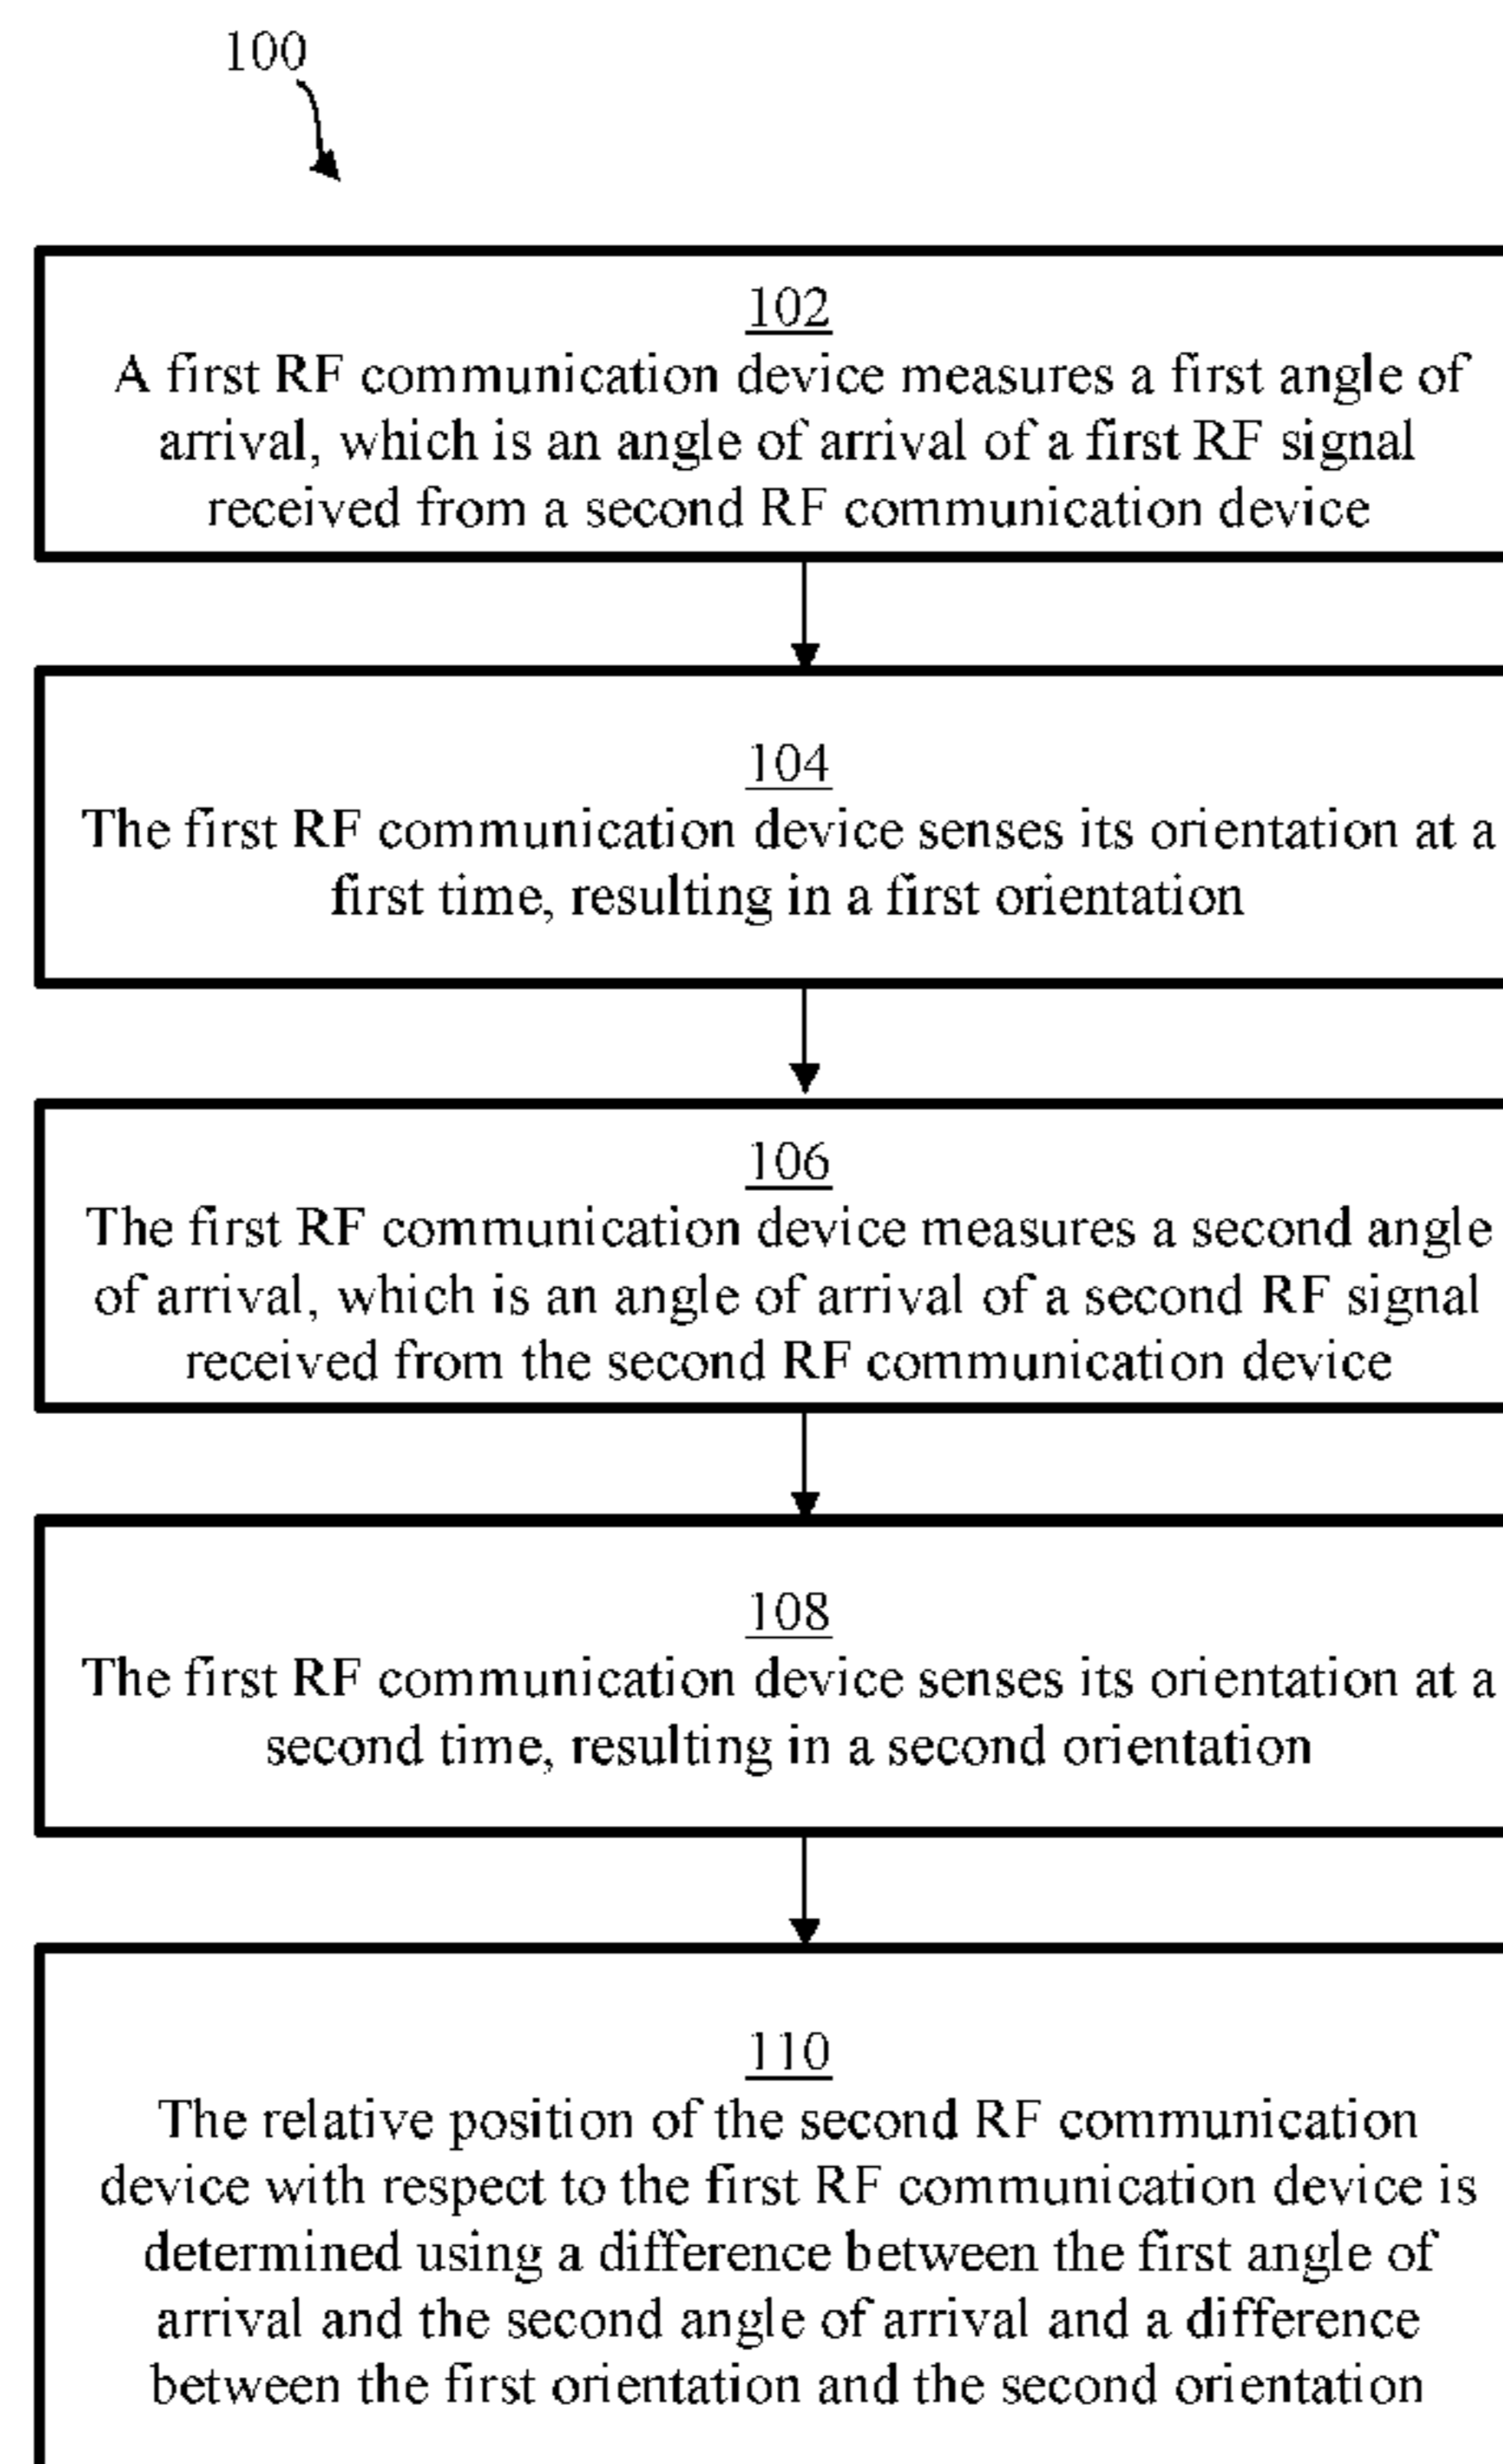 100
102
A first RF communication device measures a first angle of
arrival, which is an angle of arrival of a first RF signal
received from a second RF communication device
104
The first RF communication device senses its orientation at a
first time, resulting in a first orientation
106
The first RF communication device measures a second angle
of arrival, which is an angle of arrival of a second RF signal
received from the second RF communication device
108
The first RF communication device senses its orientation at a
second time, resulting in a second orientation
110
The relative position of the second RF communication
device with respect to the first RF communication device is
determined using a difference between the first angle of
arrival and the second angle of arrival and a difference
between the first orientation and the second orientation